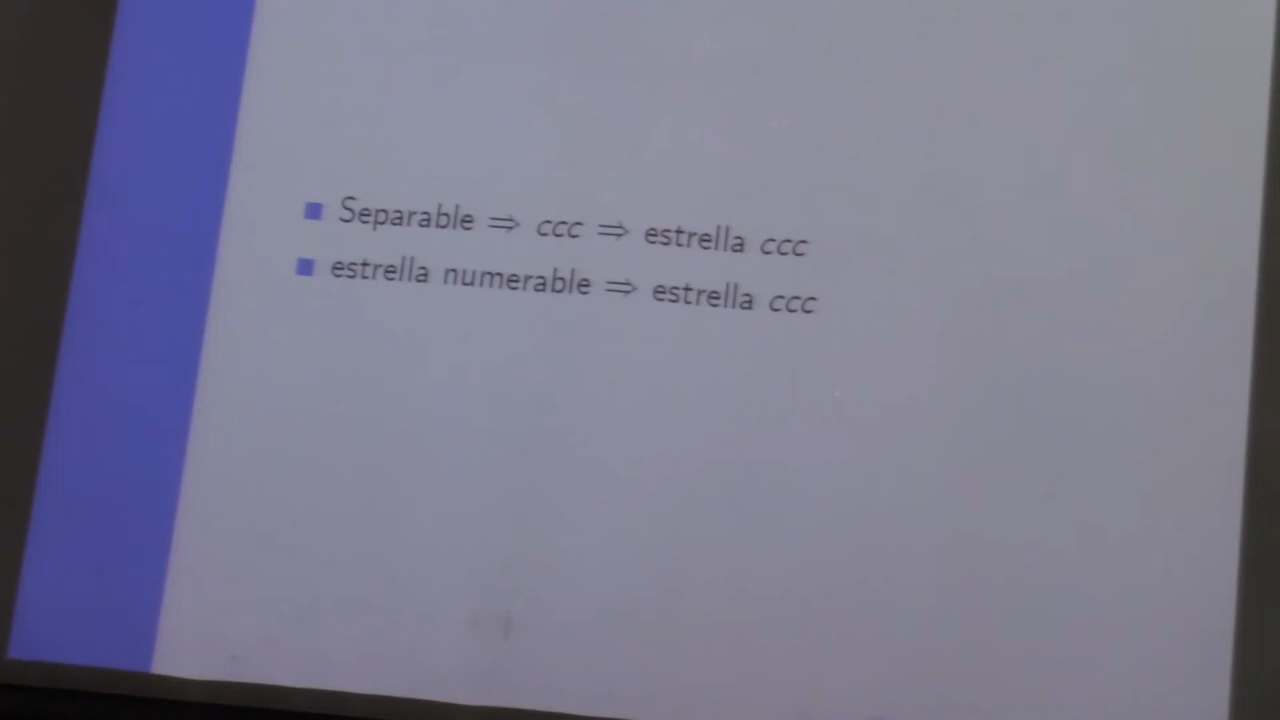 Separable ⇒ ccc ⇒ estrella ccc
estrella numerable ⇒ estrella ccc